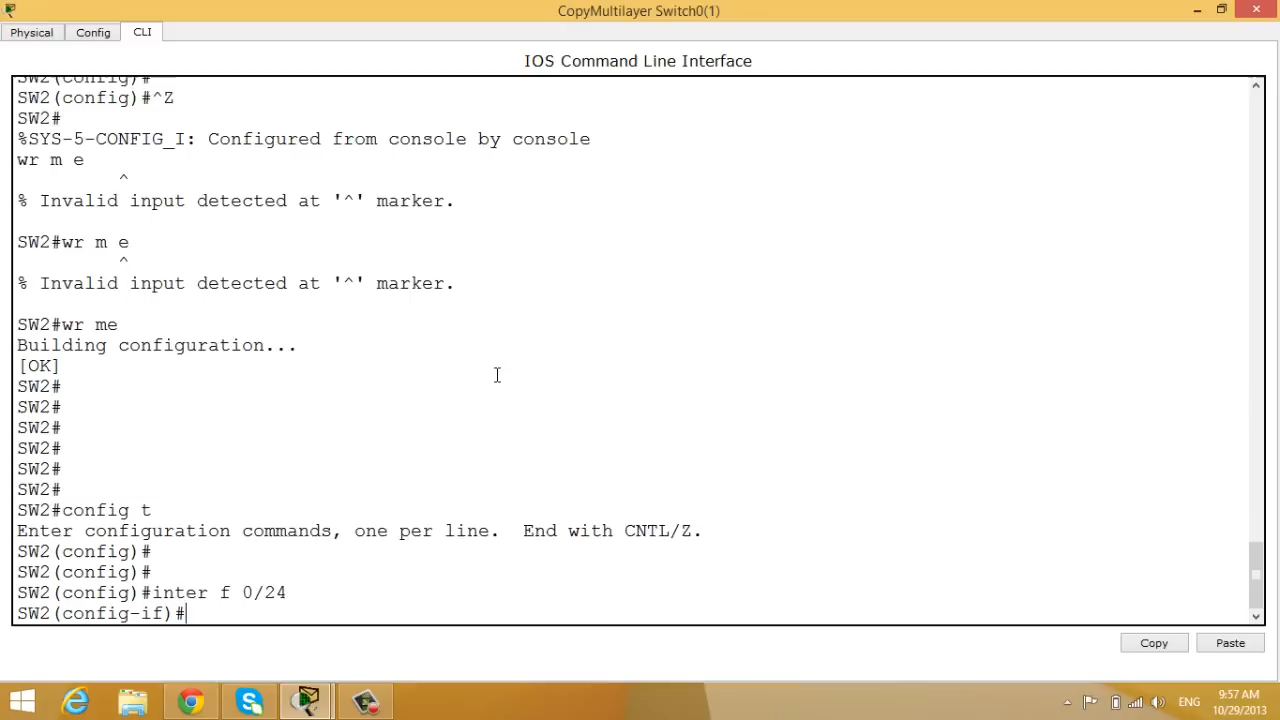 CopyMultilayer Switch0(1)
Physical
Config
CLI
IOS Command Line Interface
SW2(config)#
SW2(config)#^Z
SW2#
%SYS-5-CONFIG_I: Configured from console by console
wr m e
^
% Invalid input detected at '^' marker.
SW2#wr m e
^
% Invalid input detected at '^' marker.
SW2#wr me
Building configuration...
[OK]
SW2#
SW2#
SW2#
SW2#
SW2#
SW2#
SW2#config t
Enter configuration commands, one per line.  End with CNTL/Z.
SW2(config)#
SW2(config)#
SW2(config)#inter f 0/24
SW2(config-if)#
Copy
Paste
ENG
9:57 AM
10/29/2013